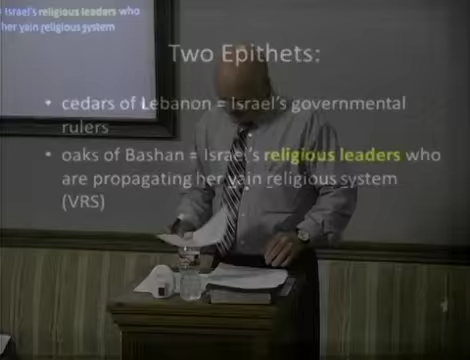 Israel's religious leaders who
her vain religious system
Two Epithets:
• cedars of Lebanon = Israel's governmental
rulers
• oaks of Bashan = Israel's religious leaders who
are propagating her vain religious system
(VRS)